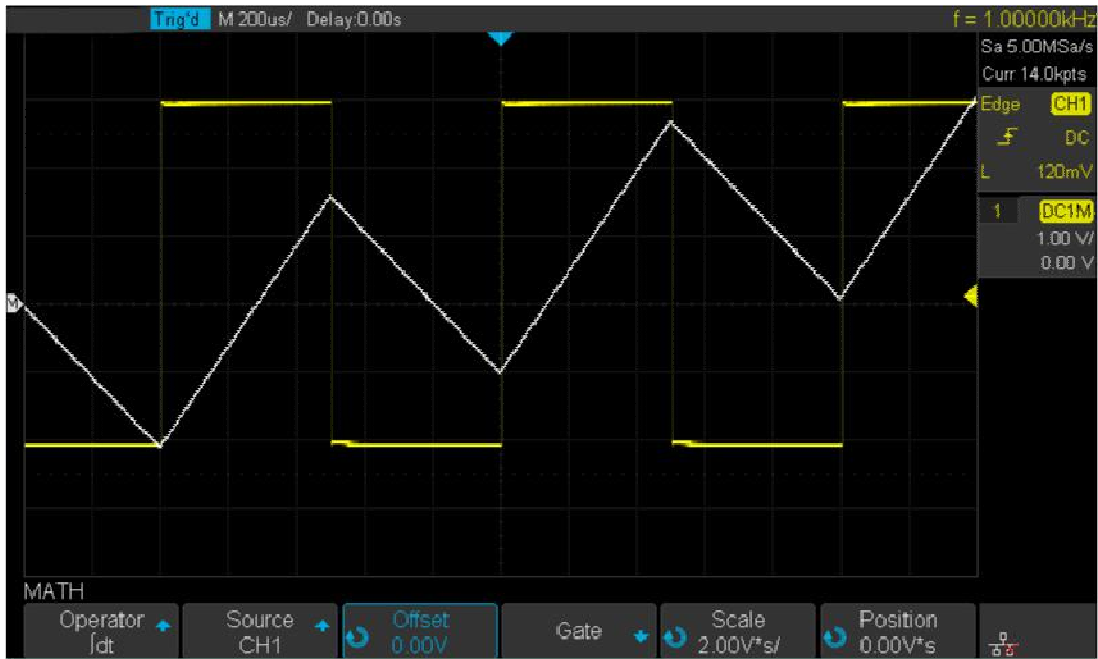 Trig'd M 200us/ Delay:0.00s f = 1.00000kHz
Sa 5.00MSa/s
Curr 14.0kpts
Edge CH1
DC
L 120mV
1 DC1M
1.00 V/
0.00 V
M
MATH
Operator Source Offset Gate Scale Position
∫dt CH1 0.00V 2.00V*s/ 0.00V*s